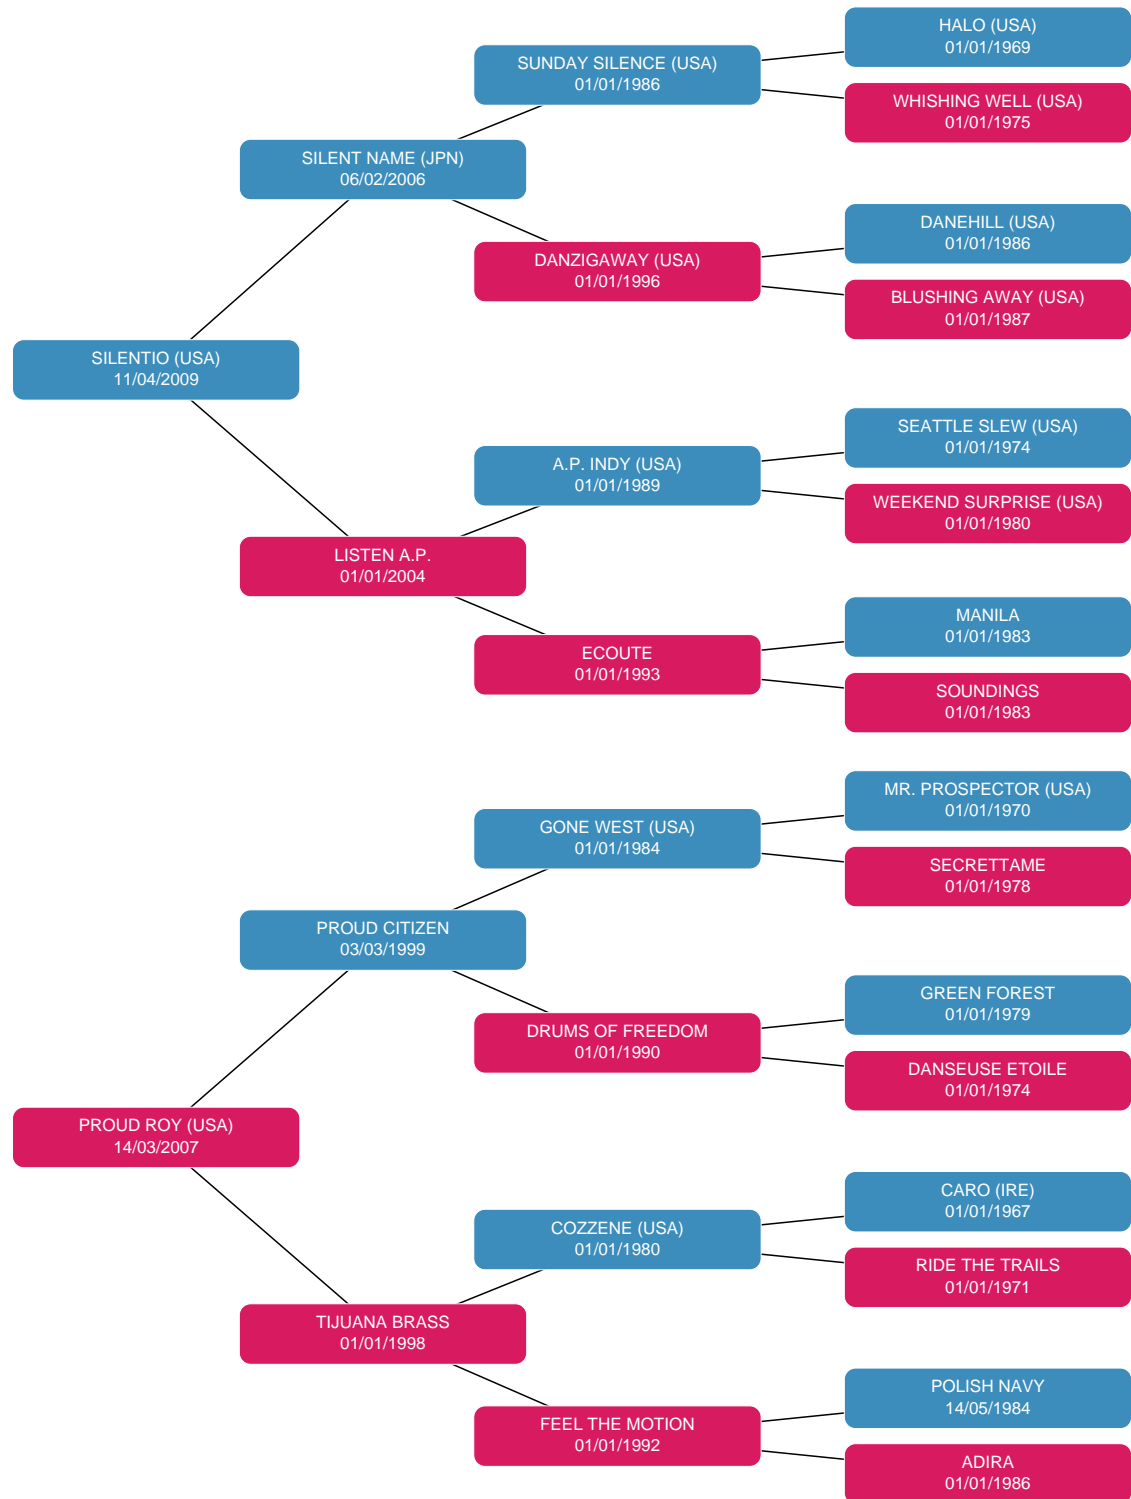 HALO (USA)
01/01/1969
SUNDAY SILENCE (USA)
01/01/1986
WHISHING WELL (USA)
01/01/1975
SILENT NAME (JPN)
06/02/2006
DANEHILL (USA)
01/01/1986
DANZIGAWAY (USA)
01/01/1996
BLUSHING AWAY (USA)
01/01/1987
SILENTIO (USA)
11/04/2009
SEATTLE SLEW (USA)
01/01/1974
A.P. INDY (USA)
01/01/1989
WEEKEND SURPRISE (USA)
01/01/1980
LISTEN A.P.
01/01/2004
MANILA
01/01/1983
ECOUTE
01/01/1993
SOUNDINGS
01/01/1983
MR. PROSPECTOR (USA)
01/01/1970
GONE WEST (USA)
01/01/1984
SECRETTAME
01/01/1978
PROUD CITIZEN
03/03/1999
GREEN FOREST
01/01/1979
DRUMS OF FREEDOM
01/01/1990
DANSEUSE ETOILE
01/01/1974
PROUD ROY (USA)
14/03/2007
CARO (IRE)
01/01/1967
COZZENE (USA)
01/01/1980
RIDE THE TRAILS
01/01/1971
TIJUANA BRASS
01/01/1998
POLISH NAVY
14/05/1984
FEEL THE MOTION
01/01/1992
ADIRA
01/01/1986